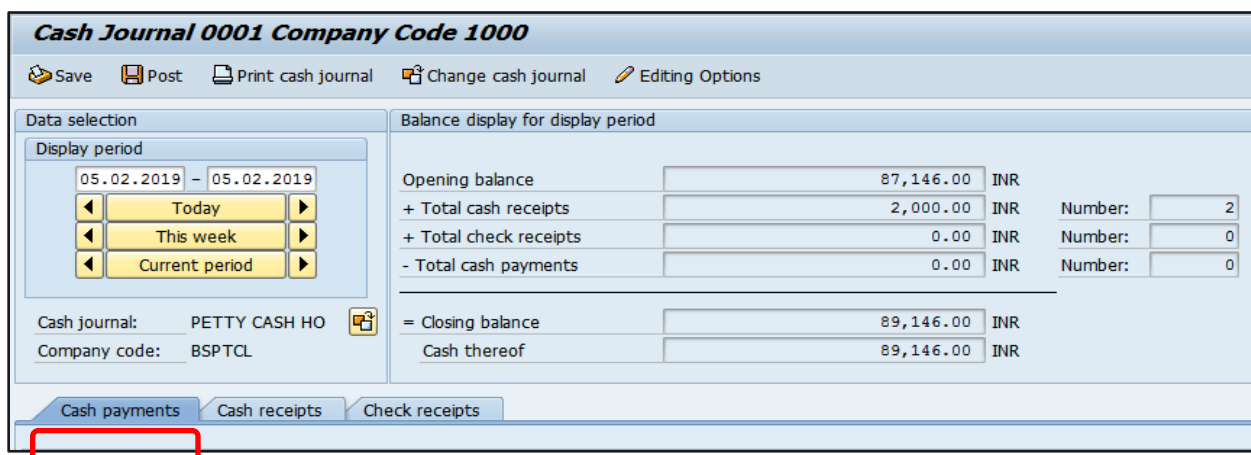 Cash Journal 0001 Company Code 1000
Save Post Print cash journal Change cash journal Editing Options
Data selection
Display period
05.02.2019 - 05.02.2019
Today
This week
Current period
Cash journal: PETTY CASH HO
Company code: BSPTCL
Balance display for display period
Opening balance 87,146.00 INR
+ Total cash receipts 2,000.00 INR Number: 2
+ Total check receipts 0.00 INR Number: 0
- Total cash payments 0.00 INR Number: 0
= Closing balance 89,146.00 INR
Cash thereof 89,146.00 INR
Cash payments Cash receipts Check receipts